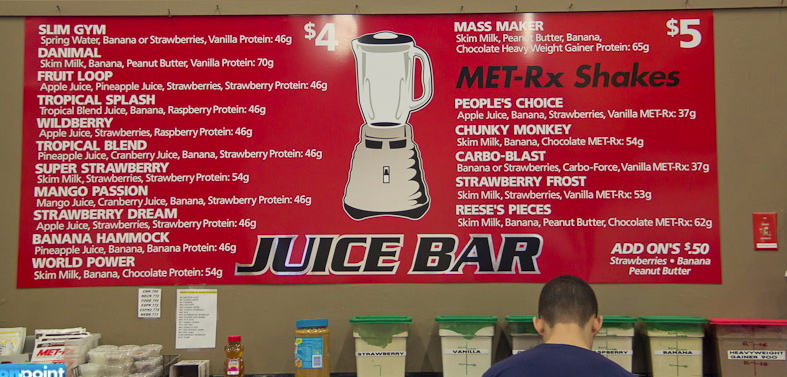 SLIM GYM
Spring Water, Banana or Strawberries, Vanilla Protein: 46g
$4
DANIMAL
Skim Milk, Banana, Peanut Butter, Vanilla Protein: 70g
FRUIT LOOP
Apple Juice, Pineapple Juice, Strawberries, Strawberry Protein: 46g
TROPICAL SPLASH
Tropical Blend Juice, Banana, Raspberry Protein: 46g
WILDBERRY
Apple Juice, Strawberries, Raspberry Protein: 46g
TROPICAL BLEND
Pineapple Juice, Cranberry Juice, Banana, Strawberry Protein: 46g
SUPER STRAWBERRY
Skim Milk, Strawberries, Strawberry Protein: 54g
MANGO PASSION
Mango Juice, Cranberry Juice, Banana, Strawberry Protein: 46g
STRAWBERRY DREAM
Apple Juice, Strawberries, Strawberry Protein: 46g
BANANA HAMMOCK
Pineapple Juice, Banana, Banana Protein: 46g
WORLD POWER
Skim Milk, Banana, Chocolate Protein: 54g
JUICE BAR
MASS MAKER
Skim Milk, Peanut Butter, Banana,
Chocolate Heavy Weight Gainer Protein: 65g
$5
MET-Rx Shakes
PEOPLE'S CHOICE
Apple Juice, Banana, Strawberries, Vanilla MET-Rx: 37g
CHUNKY MONKEY
Skim Milk, Banana, Chocolate MET-Rx: 54g
CARBO-BLAST
Banana or Strawberries, Carbo-Force, Vanilla MET-Rx: 37g
STRAWBERRY FROST
Skim Milk, Strawberries, Vanilla MET-Rx: 53g
REESE'S PIECES
Skim Milk, Banana, Peanut Butter, Chocolate MET-Rx: 62g
ADD ON'S $.50
Strawberries • Banana
Peanut Butter
STRAWBERRY
VANILLA
BANANA
HEAVYWEIGHT
GAINER 900
MET-R
point